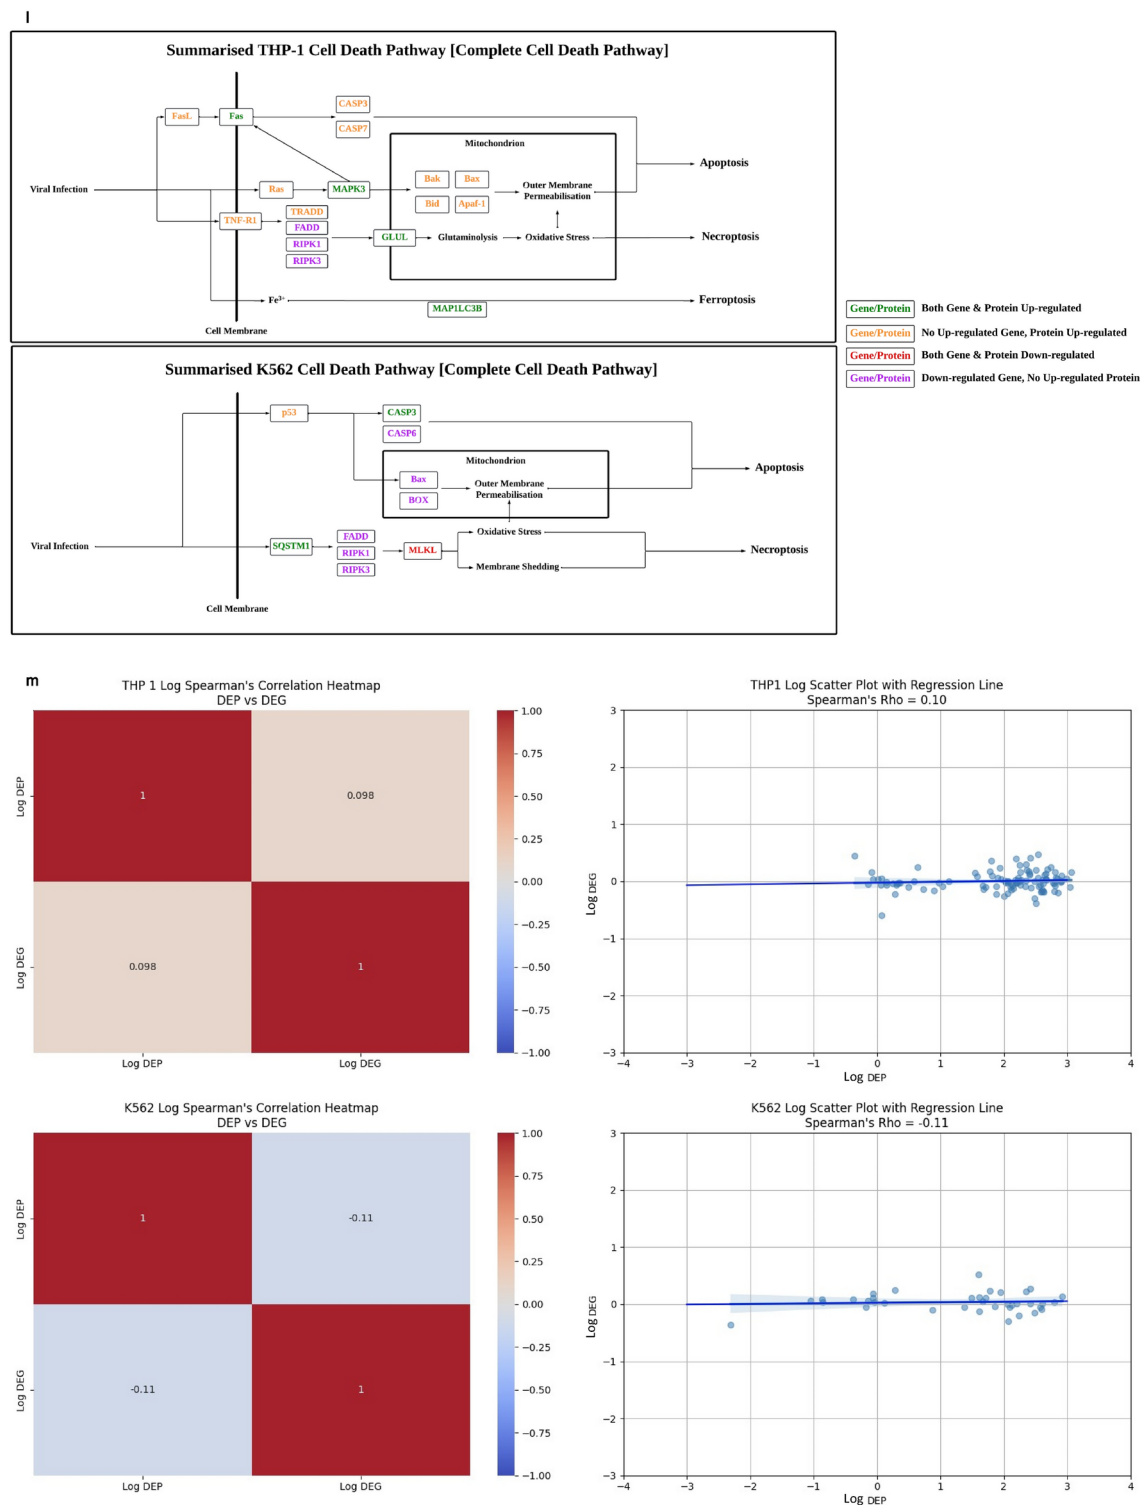 l
Summarised THP-1 Cell Death Pathway [Complete Cell Death Pathway]
FasL
Fas
CASP3
CASP7
Mitochondrion
Viral Infection
Ras
MAPK3
Bak
Bax
Bid
Apaf-1
Outer Membrane
Permeabilisation
Apoptosis
TNF-R1
TRADD
FADD
RIPK1
RIPK3
GLUL
Glutaminolysis
Oxidative Stress
Necroptosis
Fe3+
MAP1LC3B
Ferroptosis
Cell Membrane
Gene/Protein Both Gene & Protein Up-regulated
Gene/Protein No Up-regulated Gene, Protein Up-regulated
Gene/Protein Both Gene & Protein Down-regulated
Gene/Protein Down-regulated Gene, No Up-regulated Protein
Summarised K562 Cell Death Pathway [Complete Cell Death Pathway]
p53
CASP3
CASP6
Mitochondrion
Bax
BOX
Outer Membrane
Permeabilisation
Apoptosis
Viral Infection
SQSTM1
FADD
RIPK1
RIPK3
MLKL
Oxidative Stress
Membrane Shedding
Necroptosis
Cell Membrane
m
THP 1 Log Spearman's Correlation Heatmap
DEP vs DEG
Log DEP
Log DEG
1
0.098
0.098
1
Log DEP
Log DEG
1.00
0.75
0.50
0.25
0.00
−0.25
−0.50
−0.75
−1.00
THP1 Log Scatter Plot with Regression Line
Spearman's Rho = 0.10
Log DEG
3
2
1
0
−1
−2
−3
−4 −3 −2 −1 0 1 2 3 4
Log DEP
K562 Log Spearman's Correlation Heatmap
DEP vs DEG
Log DEP
Log DEG
1
-0.11
-0.11
1
Log DEP
Log DEG
1.00
0.75
0.50
0.25
0.00
−0.25
−0.50
−0.75
−1.00
K562 Log Scatter Plot with Regression Line
Spearman's Rho = -0.11
Log DEG
3
2
1
0
−1
−2
−3
−4 −3 −2 −1 0 1 2 3 4
Log DEP